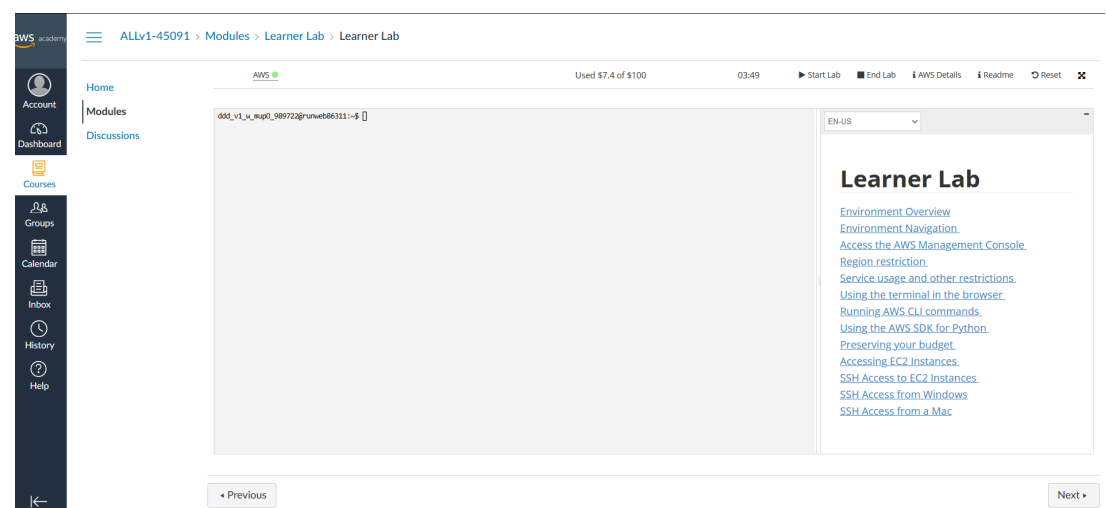 aws academy
ALLv1-45091 > Modules > Learner Lab > Learner Lab
Account
Dashboard
Courses
Groups
Calendar
Inbox
History
Help
Home
Modules
Discussions
AWS
Used $7.4 of $100
03:49
Start Lab
End Lab
AWS Details
Readme
Reset
ddd_v1_w_mupO_989722@runweb86311:~$
EN-US
Learner Lab
Environment Overview
Environment Navigation
Access the AWS Management Console
Region restriction
Service usage and other restrictions
Using the terminal in the browser
Running AWS CLI commands
Using the AWS SDK for Python
Preserving your budget
Accessing EC2 Instances
SSH Access to EC2 Instances
SSH Access from Windows
SSH Access from a Mac
Previous
Next